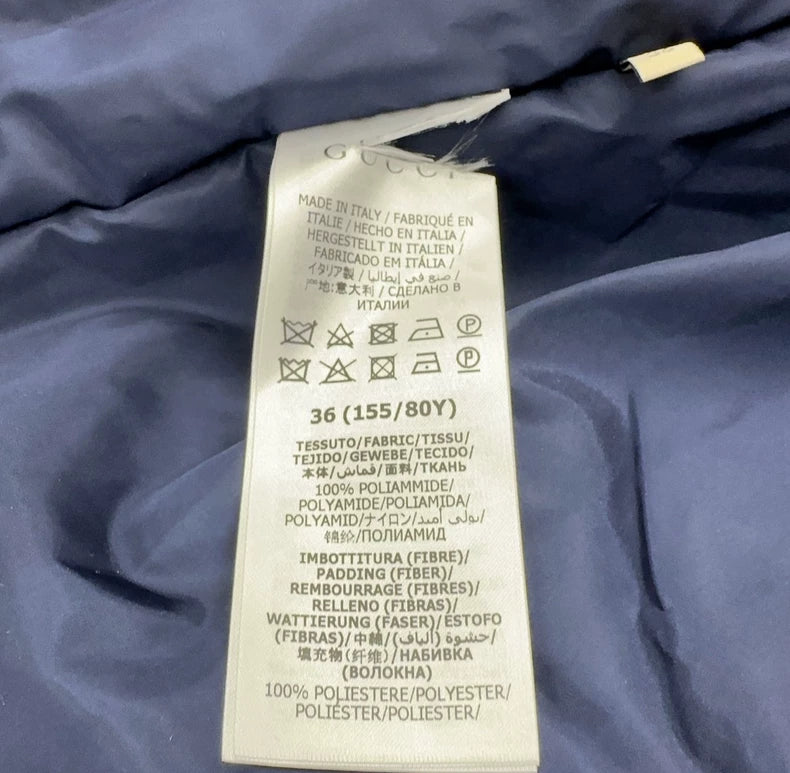 GUCCI
MADE IN ITALY / FABRIQUÉ EN
ITALIE / HECHO EN ITALIA /
HERGESTELLT IN ITALIEN /
FABRICADO EM ITÁLIA /
イタリア製 / صنع في إيطاليا /
产地:意大利 / СДЕЛАНО В
ИТАЛИИ
P
P
36 (155/80Y)
TESSUTO/FABRIC/TISSU/
TEJIDO/GEWEBE/TECIDO/
本体/قماش/面料/ТКАНЬ
100% POLIAMMIDE/
POLYAMIDE/POLIAMIDA/
POLYAMID/ナイロン/بولي أميد/
锦纶/ПОЛИАМИД
IMBOTTITURA (FIBRE)/
PADDING (FIBER)/
REMBOURRAGE (FIBRES)/
RELLENO (FIBRAS)/
WATTIERUNG (FASER)/ESTOFO
(FIBRAS)/中綿/حشوة (ألياف)/
填充物(纤维)/НАБИВКА
(ВОЛОКНА)
100% POLIESTERE/POLYESTER/
POLIÉSTER/POLIESTER/